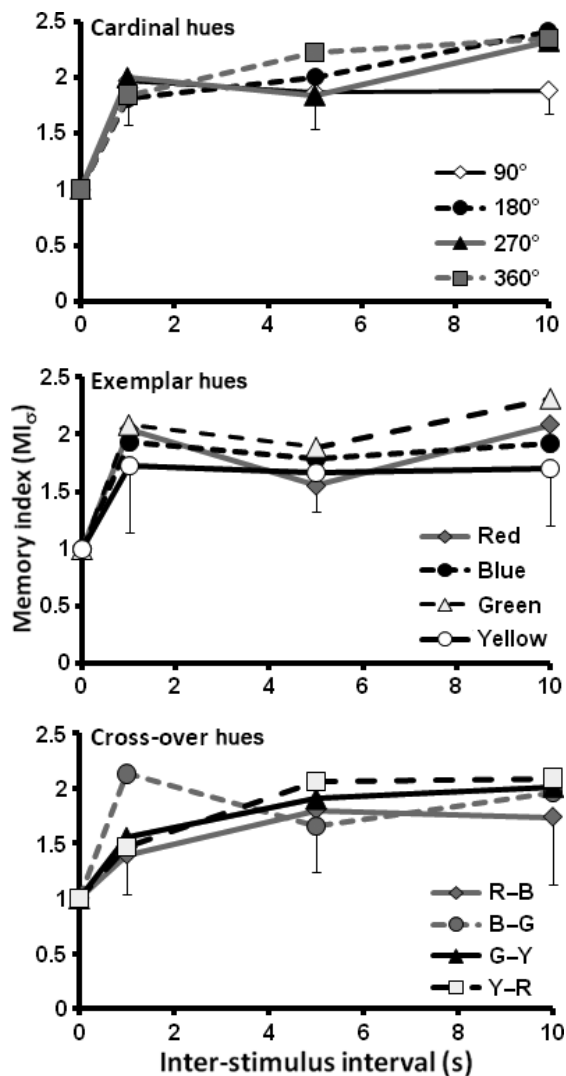 Cardinal hues
2.5
2
1.5
1
0.5
0
0 2 4 6 8 10
90°
180°
270°
360°
Memory index (MIσ)
Exemplar hues
2.5
2
1.5
1
0.5
0
0 2 4 6 8 10
Red
Blue
Green
Yellow
Cross-over hues
2.5
2
1.5
1
0.5
0
0 2 4 6 8 10
R–B
B–G
G–Y
Y–R
Inter-stimulus interval (s)